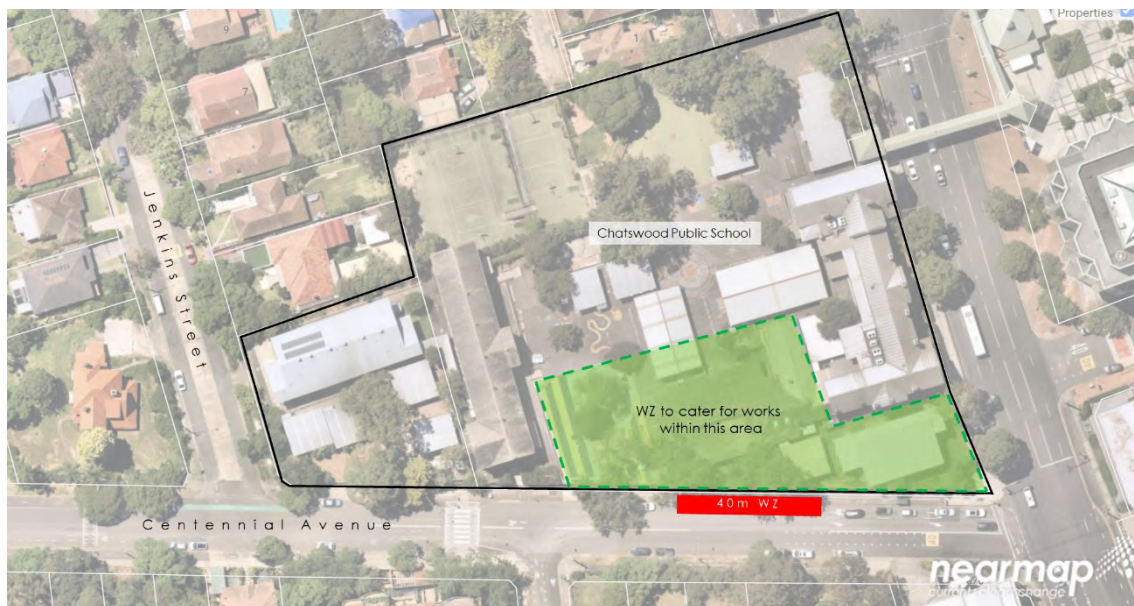 Properties
9
7
1
Jenkins Street
Chatswood Public School
WZ to cater for works
within this area
40m WZ
Centennial Avenue
nearmap